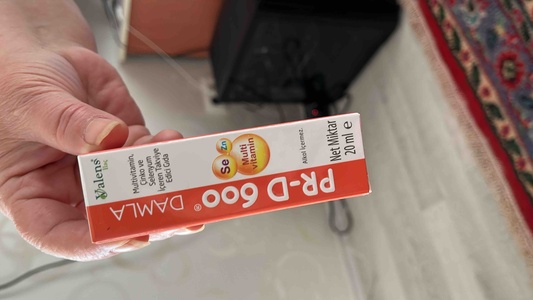 Valens
İlaç
Multivitamin,
Çinko ve
Selenyum
İçeren Takviye
Edici Gıda
Se
Zn
Multi
vitamin
Alkol İçermez.
Net Miktar
20 ml e
PR-D 600®
DAMLA